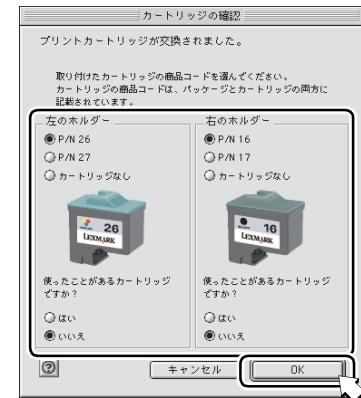 カートリッジの確認
プリントカートリッジが交換されました。
取り付けたカートリッジの商品コードを選んでください。
カートリッジの商品コードは、パッケージとカートリッジの両方に
記載されています。
左のホルダー
P/N 26
P/N 27
カートリッジなし
26
LEXMARK
使ったことがあるカートリッジ
ですか?
はい
いいえ
右のホルダー
P/N 16
P/N 17
カートリッジなし
16
LEXMARK
使ったことがあるカートリッジ
ですか?
はい
いいえ
?
キャンセル
OK